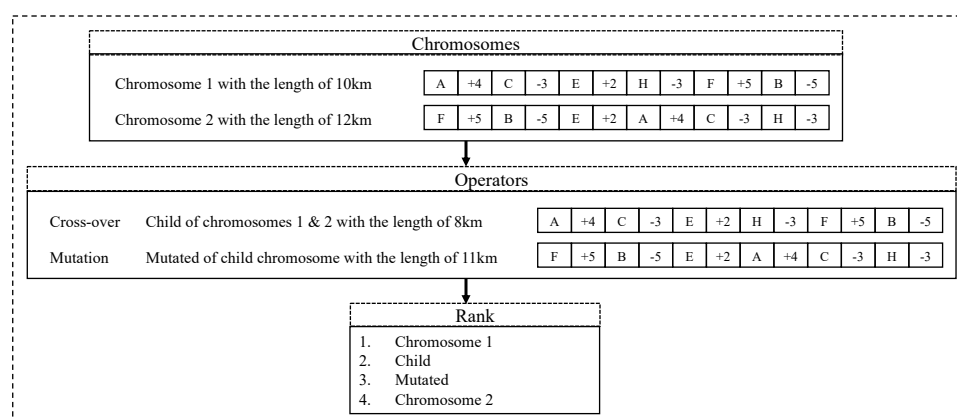 Chromosomes
Chromosome 1 with the length of 10km A +4 C -3 E +2 H -3 F +5 B -5
Chromosome 2 with the length of 12km F +5 B -5 E +2 A +4 C -3 H -3
Operators
Cross-over Child of chromosomes 1 & 2 with the length of 8km A +4 C -3 E +2 H -3 F +5 B -5
Mutation Mutated of child chromosome with the length of 11km F +5 B -5 E +2 A +4 C -3 H -3
Rank
1. Chromosome 1
2. Child
3. Mutated
4. Chromosome 2